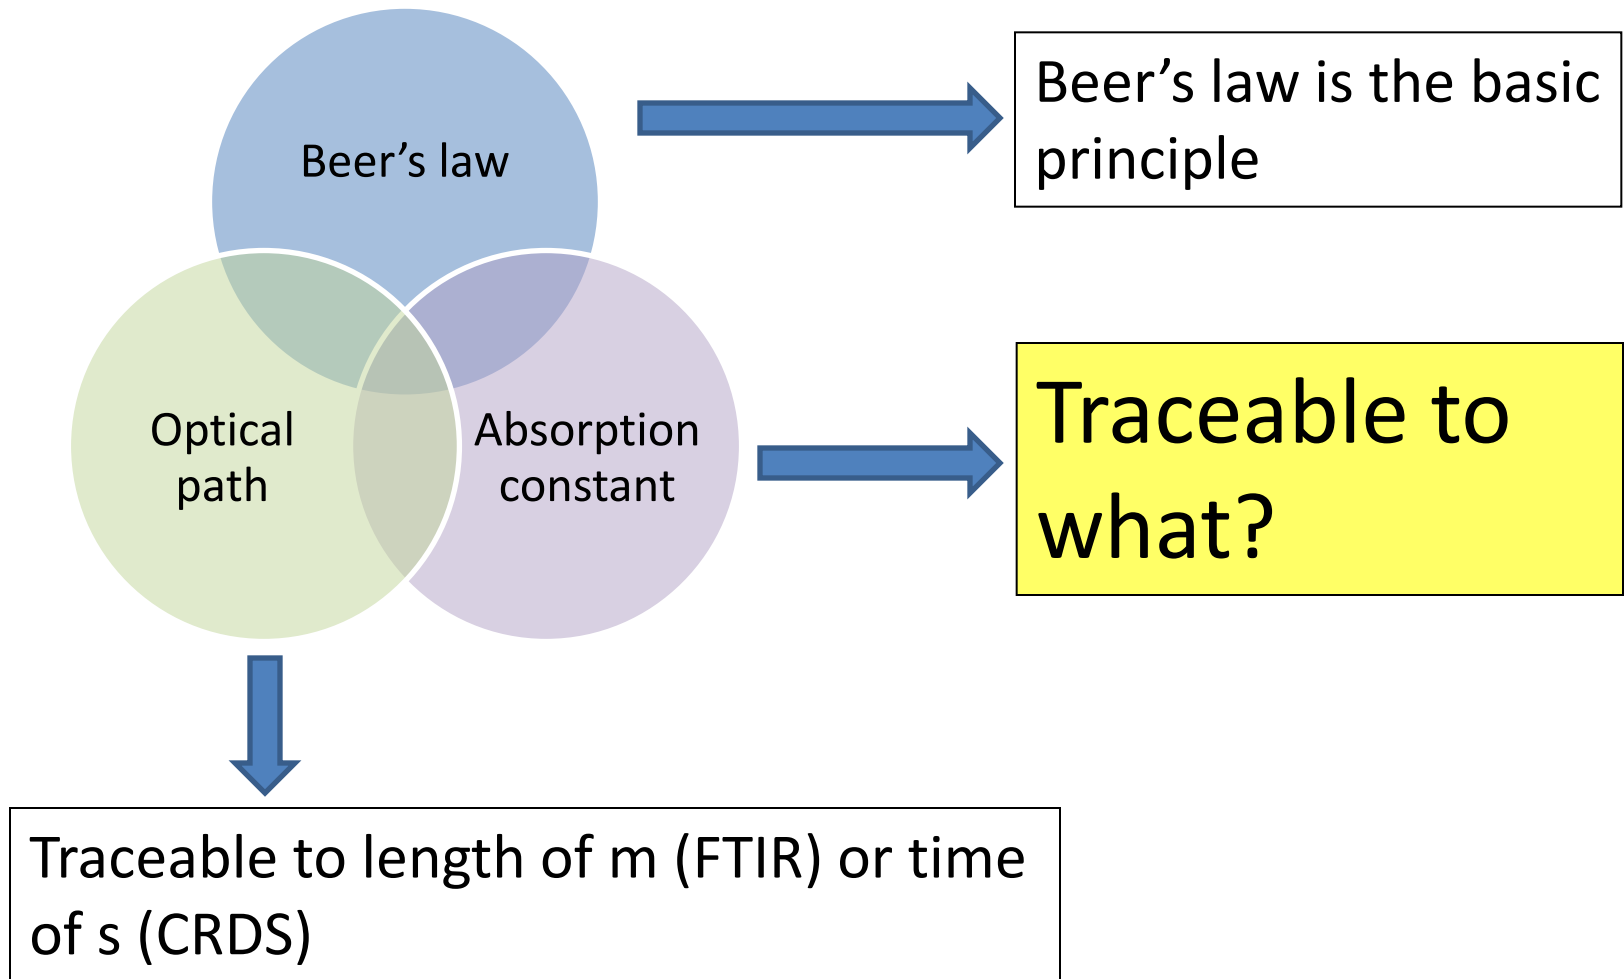 Beer’s law
Beer’s law is the basic
principle
Optical
path
Absorption
constant
Traceable to
what?
Traceable to length of m (FTIR) or time
of s (CRDS)